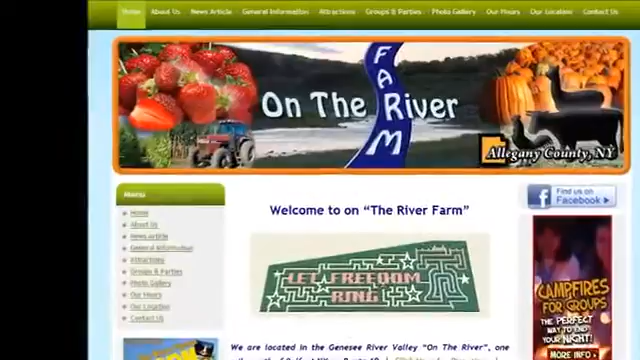 Home About Us News Article General Information Attractions Groups & Parties Photo Gallery Our Hours Our Location Contact Us
On The River
FARM
Allegany County, NY
Menu
Home
About Us
News Article
General Information
Attractions
Groups & Parties
Photo Gallery
Our Hours
Our Location
Contact Us
Welcome to on “The River Farm”
LET FREEDOM
RING
We are located in the Genesee River Valley “On The River”, one
Find us on
Facebook
CAMPFIRES
FOR GROUPS
THE PERFECT
WAY TO END
YOUR NIGHT!
MORE INFO